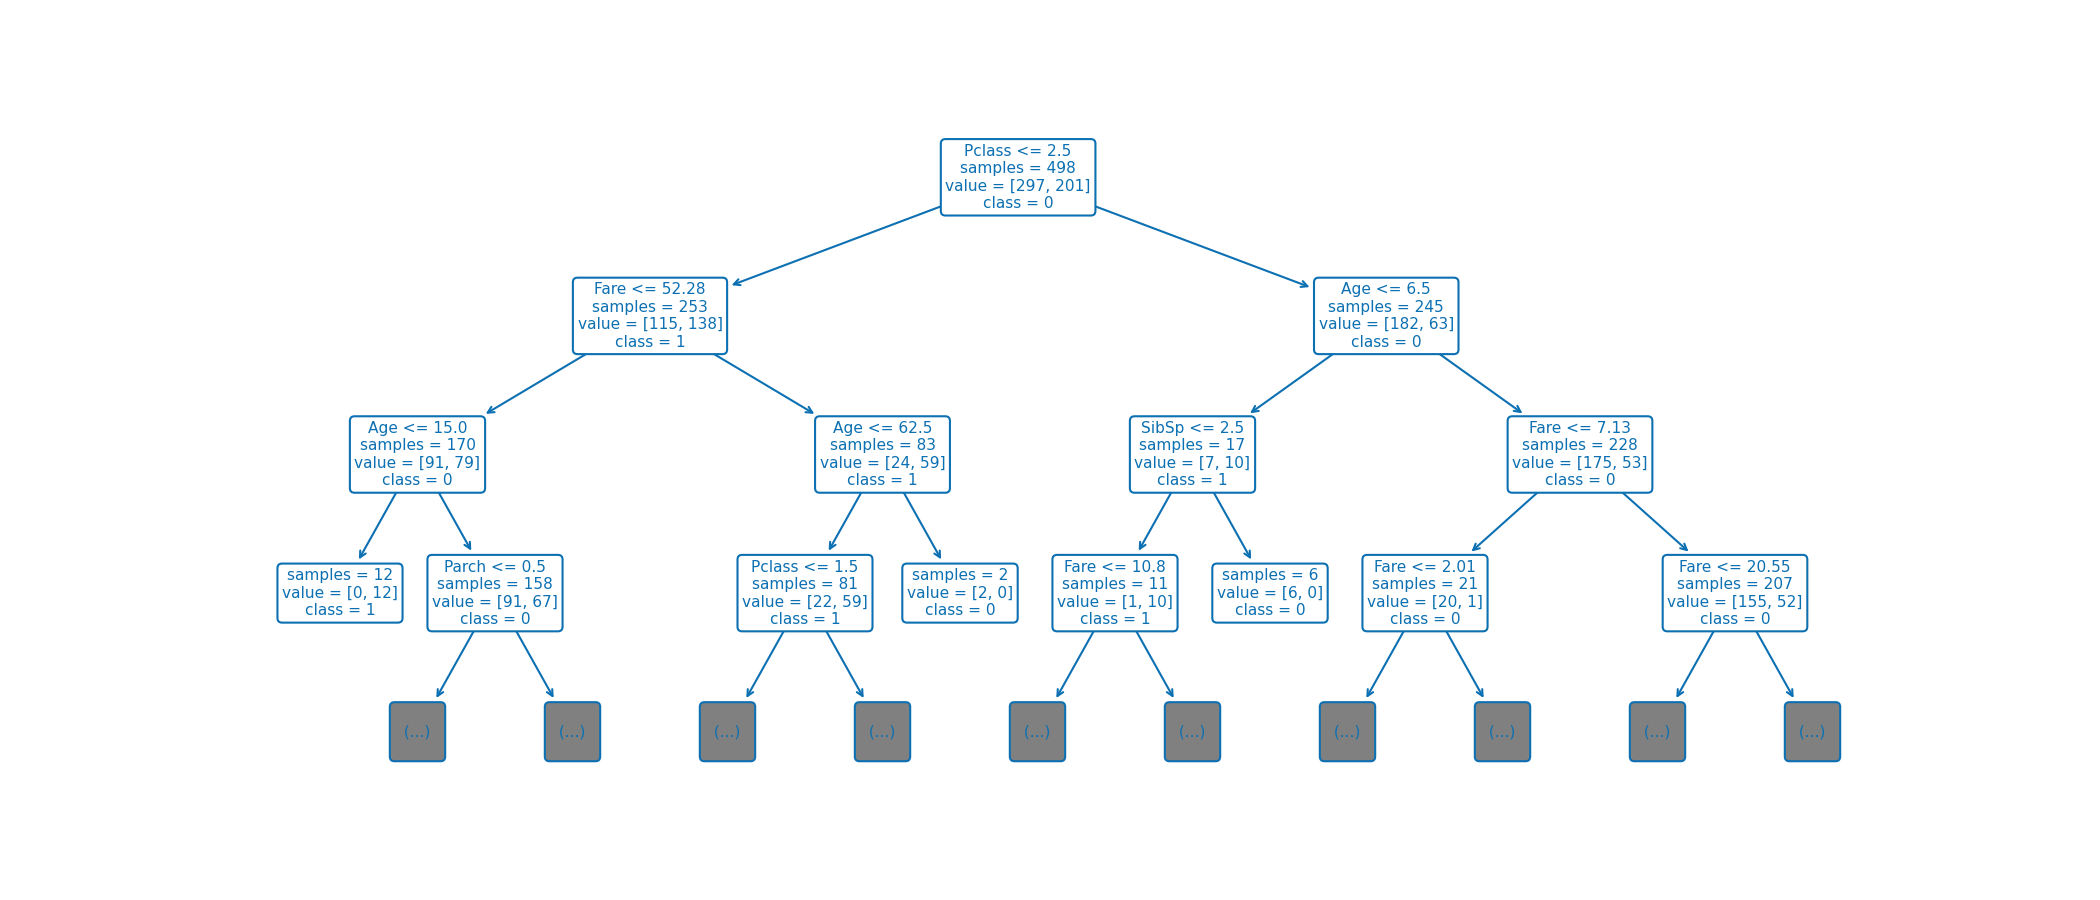 Pclass <= 2.5
samples = 498
value = [297, 201]
class = 0
Fare <= 52.28
samples = 253
value = [115, 138]
class = 1
Age <= 6.5
samples = 245
value = [182, 63]
class = 0
Age <= 15.0
samples = 170
value = [91, 79]
class = 0
Age <= 62.5
samples = 83
value = [24, 59]
class = 1
SibSp <= 2.5
samples = 17
value = [7, 10]
class = 1
Fare <= 7.13
samples = 228
value = [175, 53]
class = 0
samples = 12
value = [0, 12]
class = 1
Parch <= 0.5
samples = 158
value = [91, 67]
class = 0
Pclass <= 1.5
samples = 81
value = [22, 59]
class = 1
samples = 2
value = [2, 0]
class = 0
Fare <= 10.8
samples = 11
value = [1, 10]
class = 1
samples = 6
value = [6, 0]
class = 0
Fare <= 2.01
samples = 21
value = [20, 1]
class = 0
Fare <= 20.55
samples = 207
value = [155, 52]
class = 0
(...)
(...)
(...)
(...)
(...)
(...)
(...)
(...)
(...)
(...)